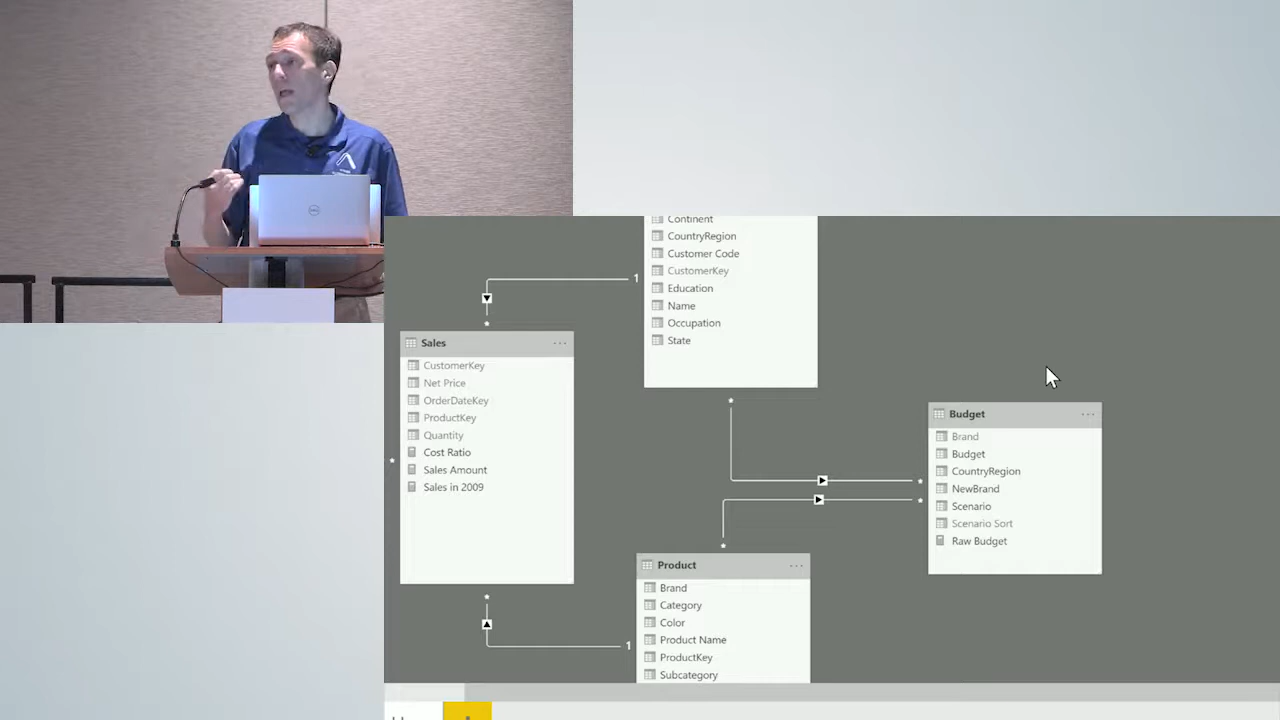 Continent
CountryRegion
Customer Code
CustomerKey
Education
Name
Occupation
State
1
*
*
Sales
CustomerKey
Net Price
OrderDateKey
ProductKey
Quantity
Cost Ratio
Sales Amount
Sales in 2009
*
*
1
Budget
Brand
Budget
CountryRegion
NewBrand
Scenario
Scenario Sort
Raw Budget
*
*
*
Product
Brand
Category
Color
Product Name
ProductKey
Subcategory
DELL